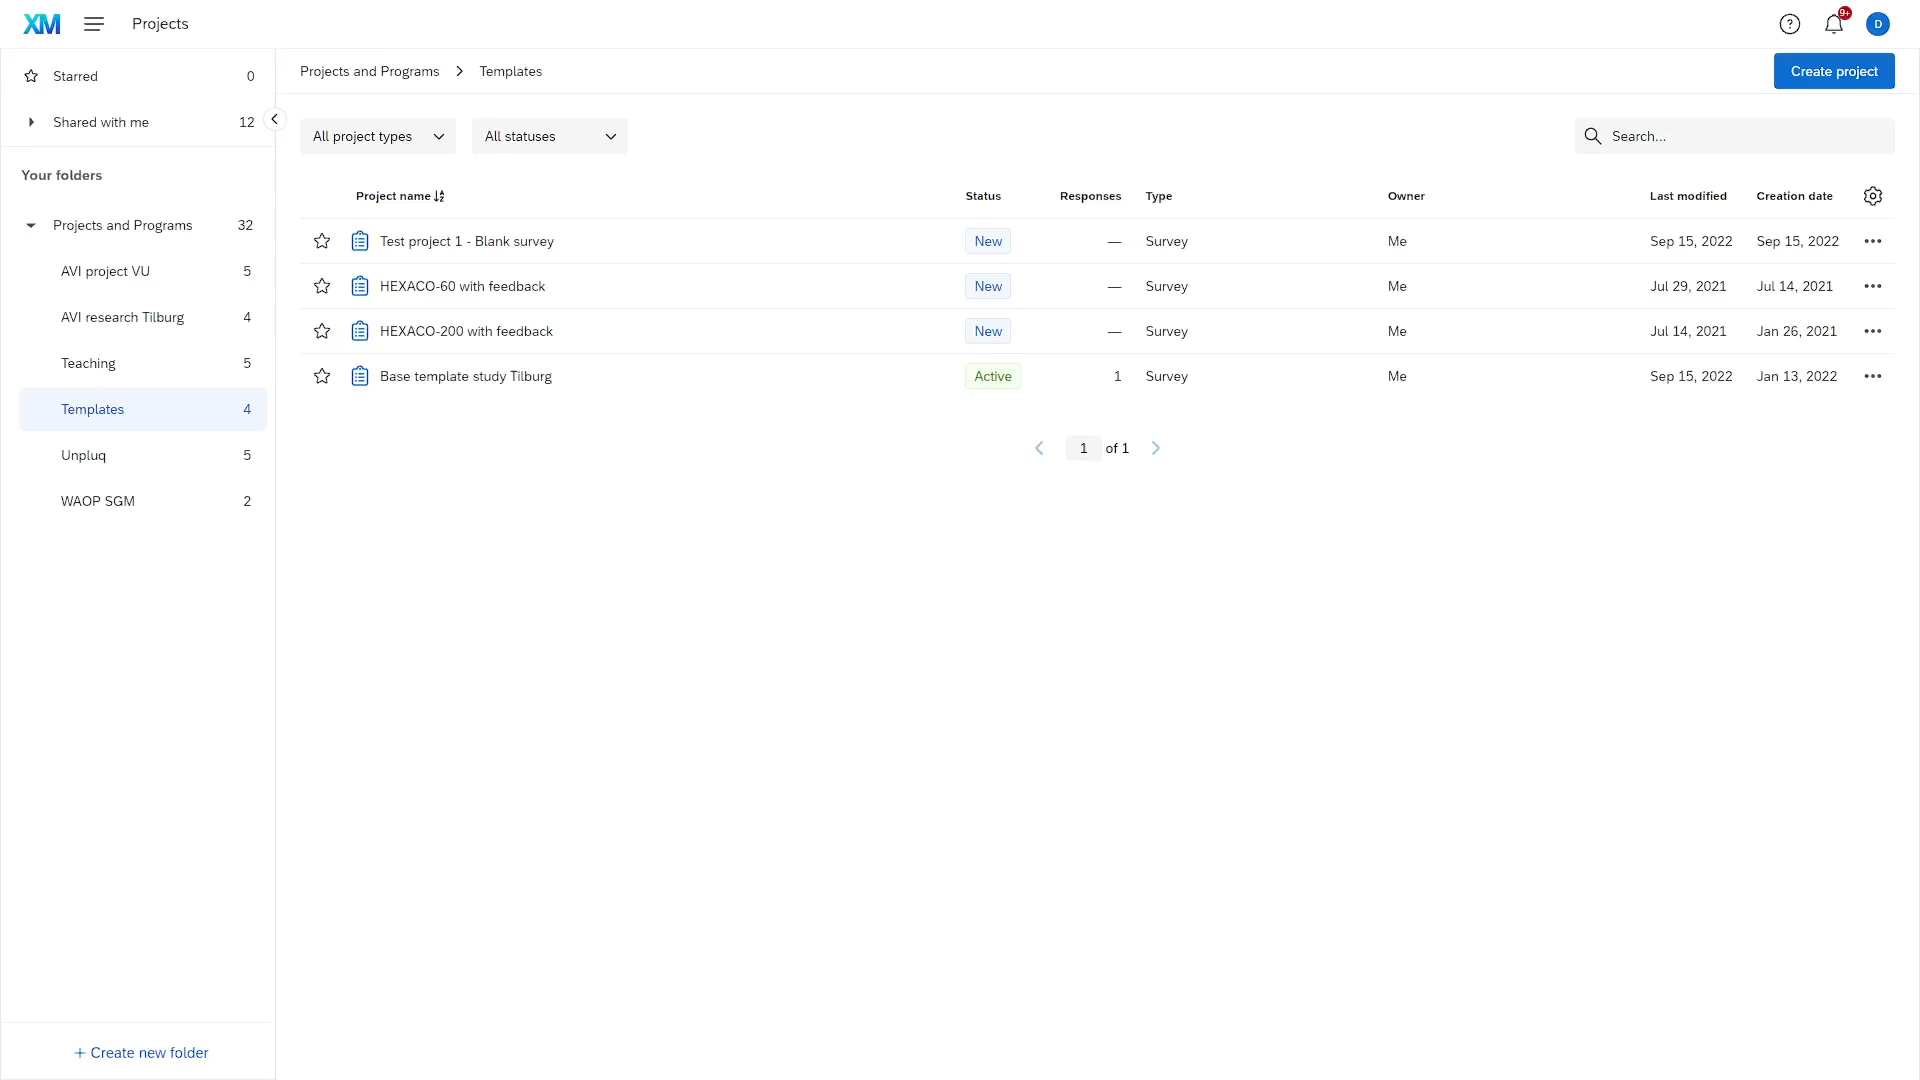 XM
Projects
?
9+
D
Starred 0
Shared with me 12
Your folders
Projects and Programs 32
AVI project VU 5
AVI research Tilburg 4
Teaching 5
Templates 4
Unpluq 5
WAOP SGM 2
+ Create new folder
Projects and Programs > Templates
Create project
All project types
All statuses
Search...
Project name Status Responses Type Owner Last modified Creation date
Test project 1 - Blank survey New — Survey Me Sep 15, 2022 Sep 15, 2022 •••
HEXACO-60 with feedback New — Survey Me Jul 29, 2021 Jul 14, 2021 •••
HEXACO-200 with feedback New — Survey Me Jul 14, 2021 Jan 26, 2021 •••
Base template study Tilburg Active 1 Survey Me Sep 15, 2022 Jan 13, 2022 •••
1 of 1